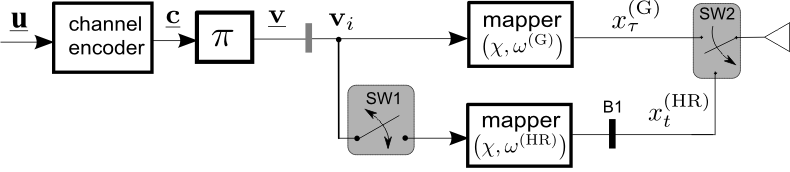 u
channel
encoder
c
π
v
v_i
mapper
(χ, ω^(G))
x_τ^(G)
SW2
SW1
mapper
(χ, ω^(HR))
B1
x_t^(HR)